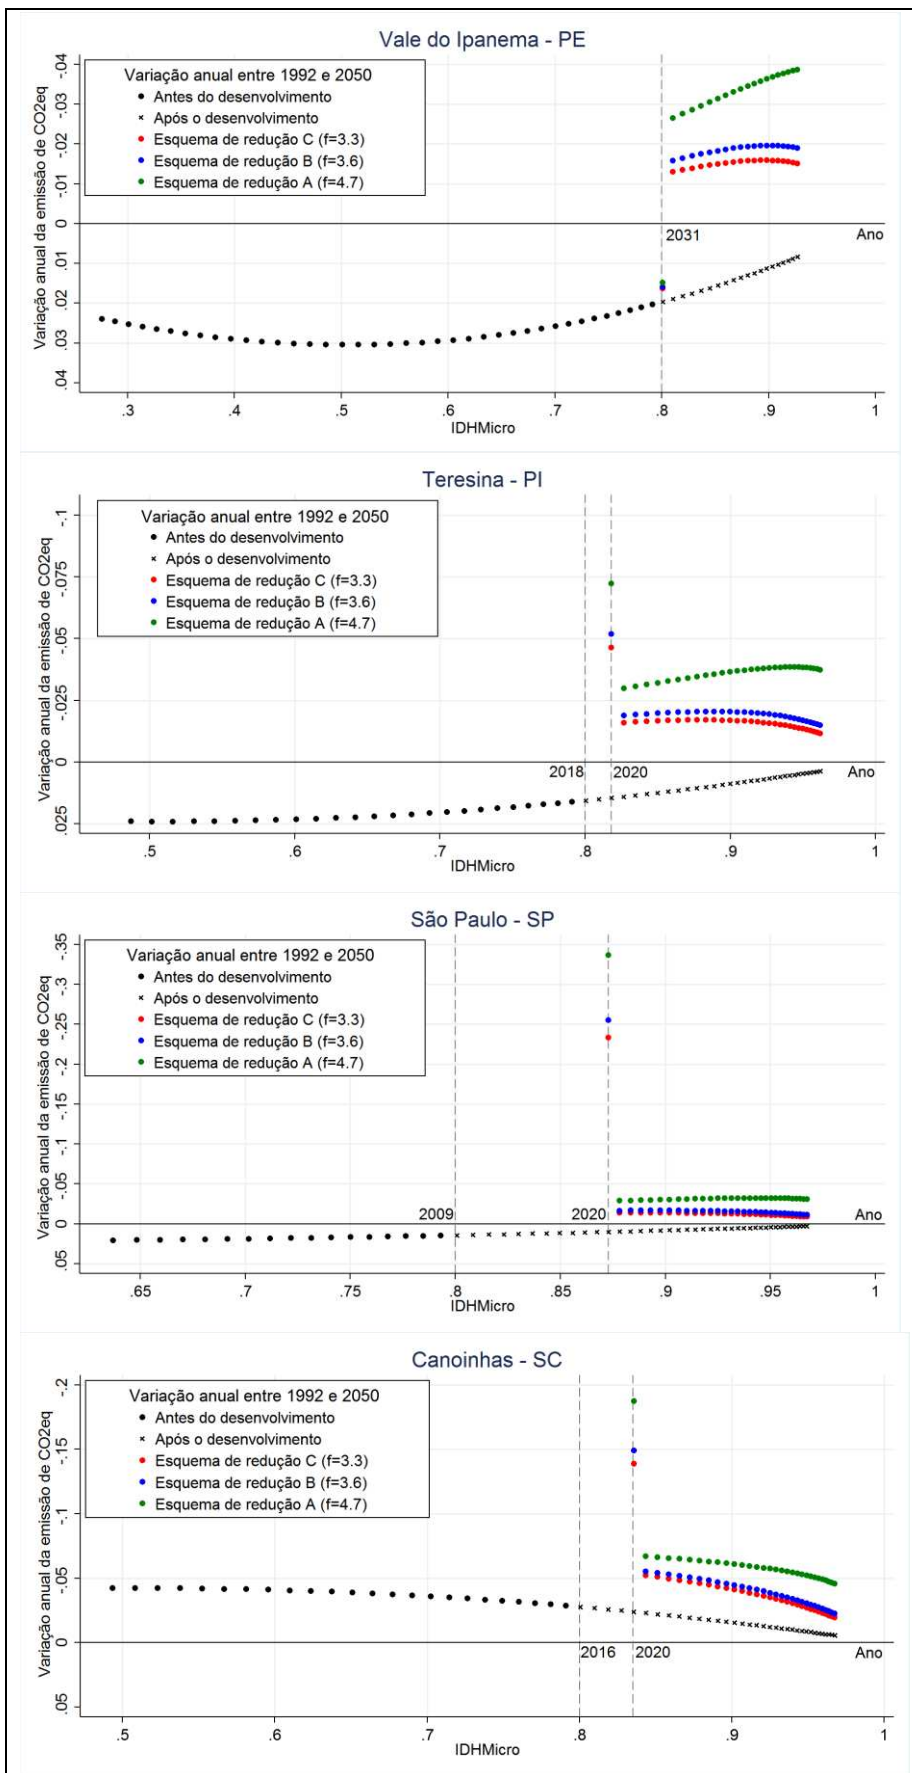 Vale do Ipanema - PE
Variação anual entre 1992 e 2050
Antes do desenvolvimento
Após o desenvolvimento
Esquema de redução C (f=3.3)
Esquema de redução B (f=3.6)
Esquema de redução A (f=4.7)
Variação anual da emissão de CO2eq
-.04
-.03
-.02
-.01
0
.01
.02
.03
.04
2031
Ano
.3 .4 .5 .6 .7 .8 .9 1
IDHMicro
Teresina - PI
Variação anual entre 1992 e 2050
Antes do desenvolvimento
Após o desenvolvimento
Esquema de redução C (f=3.3)
Esquema de redução B (f=3.6)
Esquema de redução A (f=4.7)
Variação anual da emissão de CO2eq
-.1
-.075
-.05
-.025
0
.025
2018 2020 Ano
.5 .6 .7 .8 .9 1
IDHMicro
São Paulo - SP
Variação anual entre 1992 e 2050
Antes do desenvolvimento
Após o desenvolvimento
Esquema de redução C (f=3.3)
Esquema de redução B (f=3.6)
Esquema de redução A (f=4.7)
Variação anual da emissão de CO2eq
-.35
-.3
-.25
-.2
-.15
-.1
-.05
0
.05
2009 2020 Ano
.65 .7 .75 .8 .85 .9 .95 1
IDHMicro
Canoinhas - SC
Variação anual entre 1992 e 2050
Antes do desenvolvimento
Após o desenvolvimento
Esquema de redução C (f=3.3)
Esquema de redução B (f=3.6)
Esquema de redução A (f=4.7)
Variação anual da emissão de CO2eq
-.2
-.15
-.1
-.05
0
.05
2016 2020 Ano
.5 .6 .7 .8 .9 1
IDHMicro